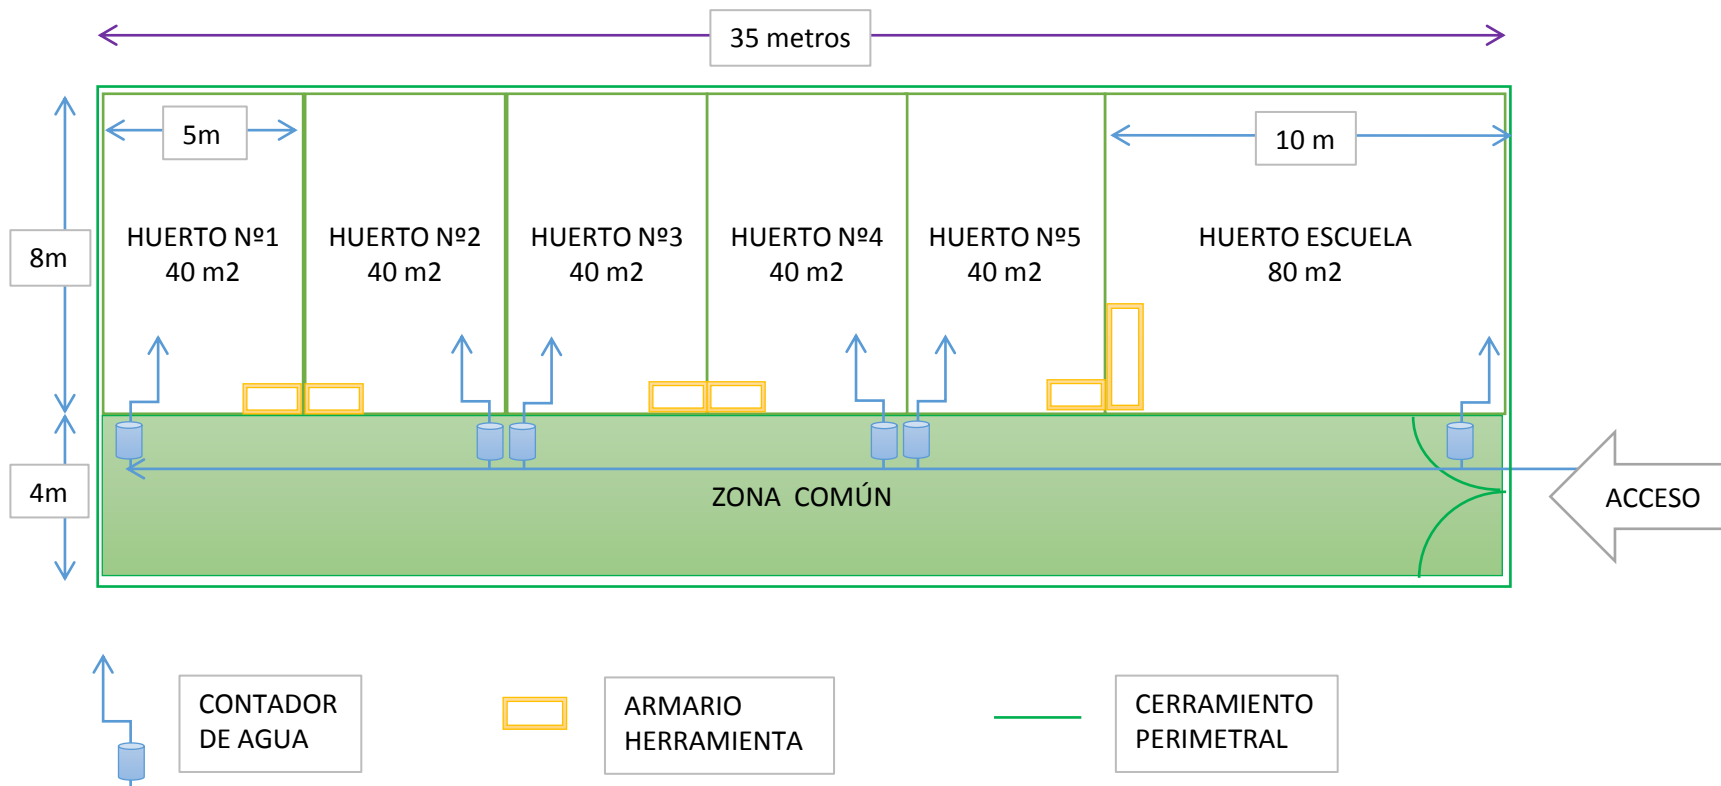 35 metros
5m
10 m
8m
HUERTO Nº1
40 m2
HUERTO Nº2
40 m2
HUERTO Nº3
40 m2
HUERTO Nº4
40 m2
HUERTO Nº5
40 m2
HUERTO ESCUELA
80 m2
4m
ZONA COMÚN
ACCESO
CONTADOR
DE AGUA
ARMARIO
HERRAMIENTA
CERRAMIENTO
PERIMETRAL